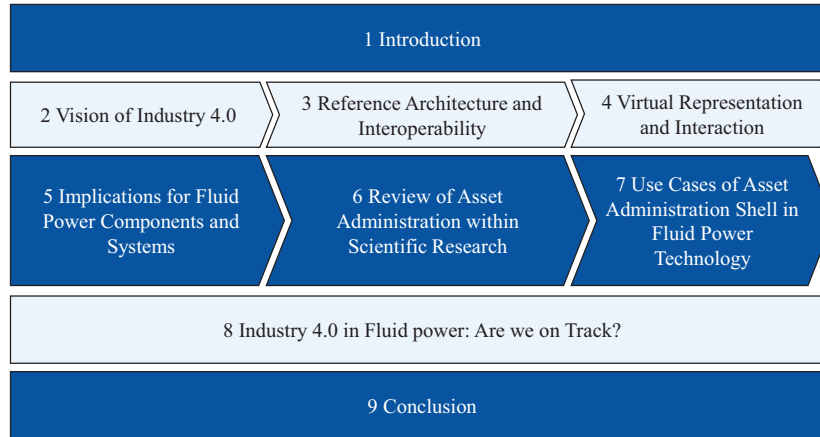 1 Introduction
2 Vision of Industry 4.0
3 Reference Architecture and
Interoperability
4 Virtual Representation
and Interaction
5 Implications for Fluid
Power Components and
Systems
6 Review of Asset
Administration within
Scientific Research
7 Use Cases of Asset
Administration Shell in
Fluid Power
Technology
8 Industry 4.0 in Fluid power: Are we on Track?
9 Conclusion